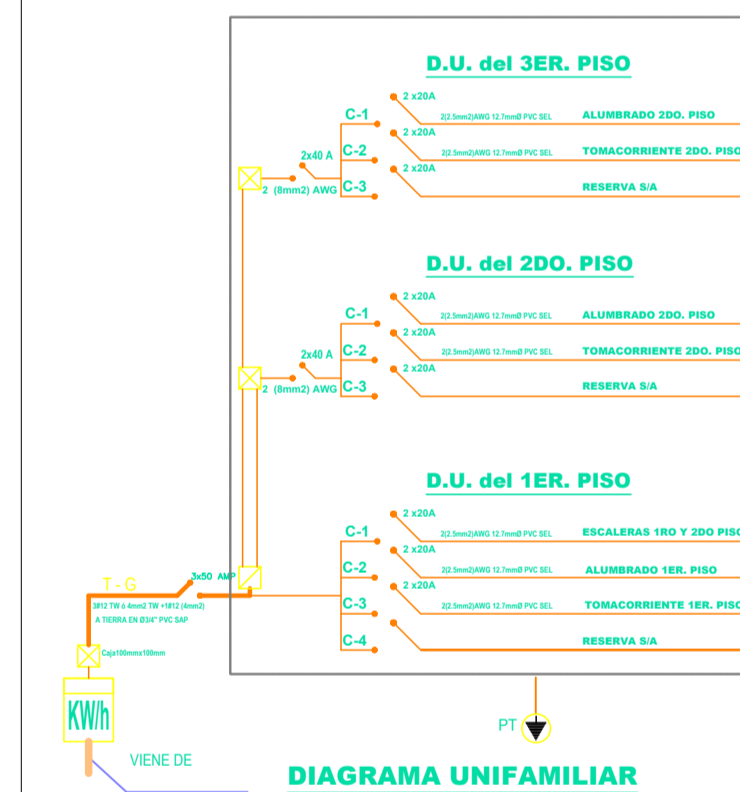 D.U. del 3ER. PISO
2 x20A
C-1
2(2.5mm2)AWG 12.7mmØ PVC SEL ALUMBRADO 2DO. PISO
2 x20A
2x40 A C-2
2(2.5mm2)AWG 12.7mmØ PVC SEL TOMACORRIENTE 2DO. PISO
2 x20A
2 (8mm2) AWG C-3
RESERVA S/A
D.U. del 2DO. PISO
2 x20A
C-1
2(2.5mm2)AWG 12.7mmØ PVC SEL ALUMBRADO 2DO. PISO
2 x20A
2x40 A C-2
2(2.5mm2)AWG 12.7mmØ PVC SEL TOMACORRIENTE 2DO. PISO
2 x20A
2 (8mm2) AWG C-3
RESERVA S/A
D.U. del 1ER. PISO
2 x20A
C-1
2(2.5mm2)AWG 12.7mmØ PVC SEL ESCALERAS 1RO Y 2DO PISO
2 x20A
C-2
2(2.5mm2)AWG 12.7mmØ PVC SEL ALUMBRADO 1ER. PISO
2 x20A
C-3
2(2.5mm2)AWG 12.7mmØ PVC SEL TOMACORRIENTE 1ER. PISO
C-4
RESERVA S/A
T - G
3x50 AMP
3#12 TW ó 4mm2 TW +1#12 (4mm2)
A TIERRA EN Ø3/4" PVC SAP
Caja100mmx100mm
KW/h
PT
VIENE DE
DIAGRAMA UNIFAMILIAR